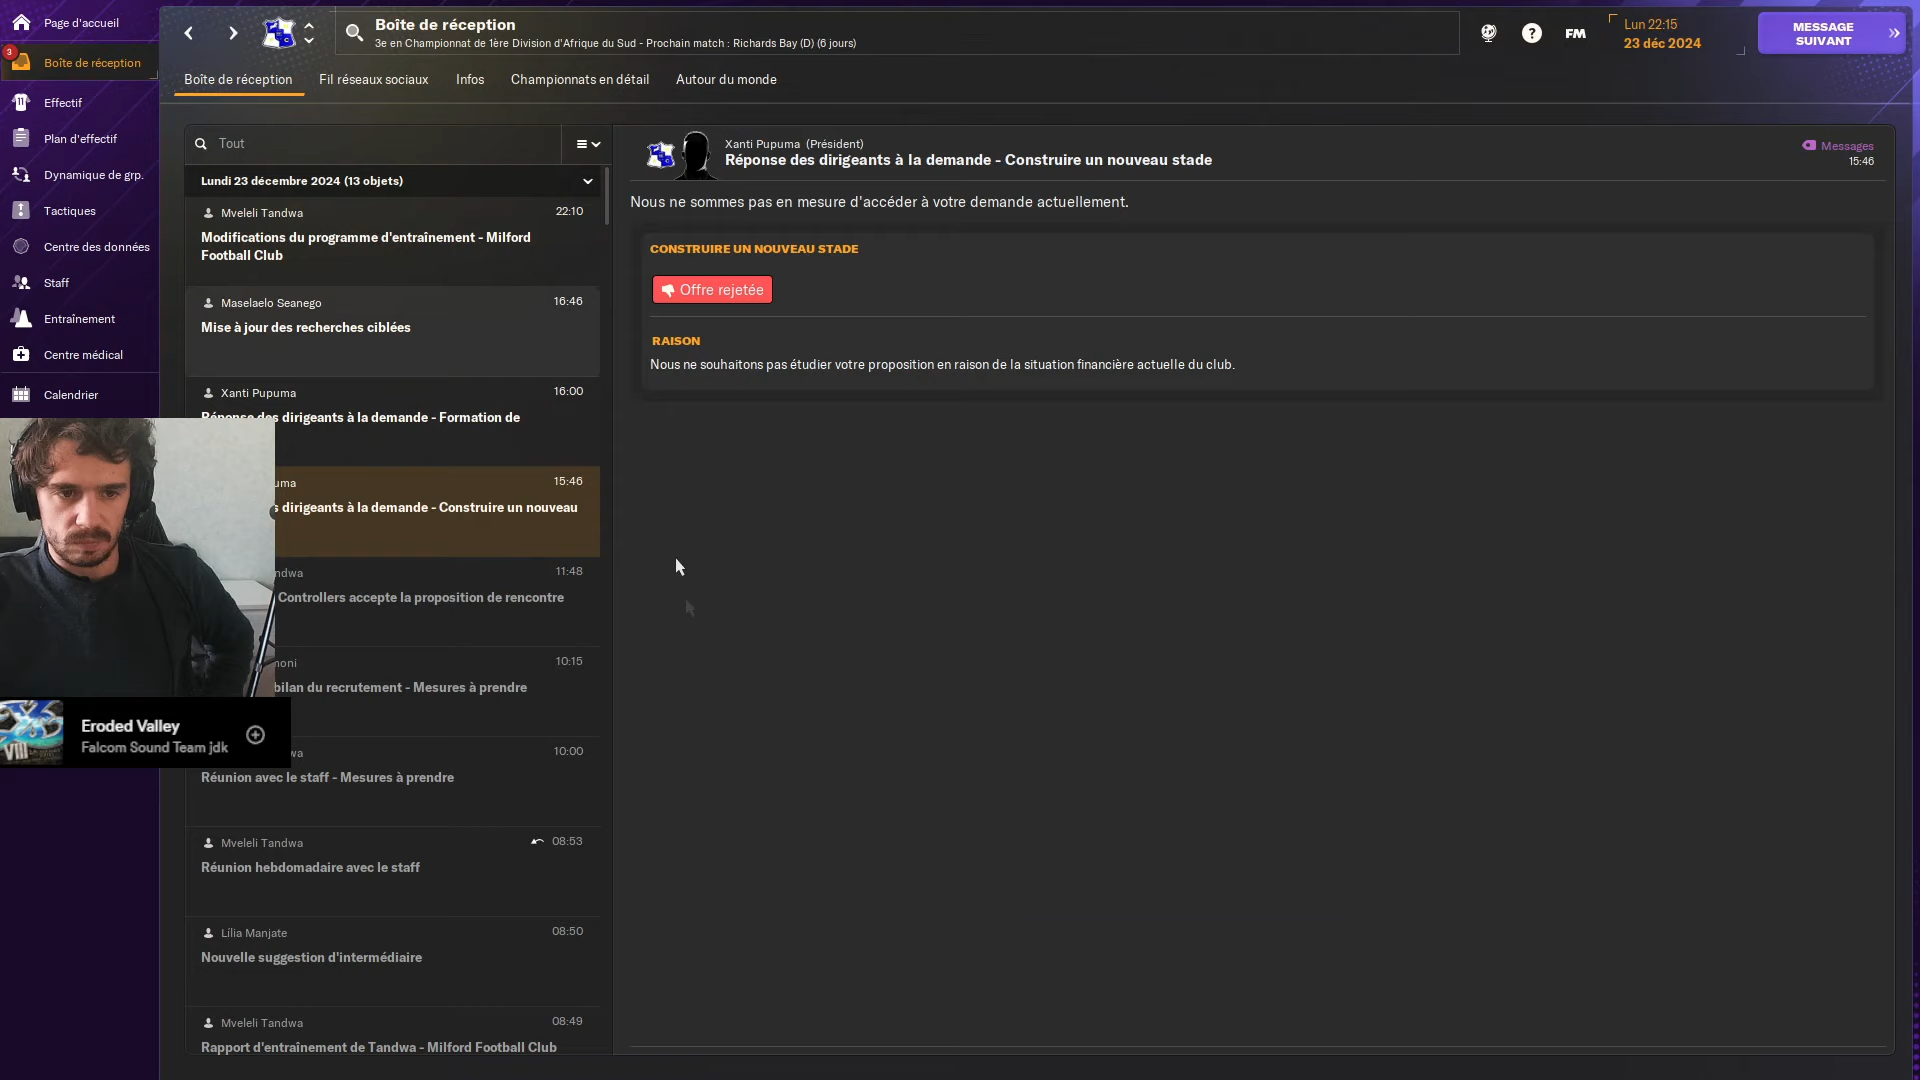 Page d'accueil
3
Boîte de réception
Effectif
Plan d'effectif
Dynamique de grp.
Tactiques
Centre des données
Staff
Entraînement
Centre médical
Calendrier
Boîte de réception
3e en Championnat de 1ère Division d'Afrique du Sud - Prochain match : Richards Bay (D) (6 jours)
FM
Lun 22:15
23 déc 2024
MESSAGE
SUIVANT
Boîte de réception
Fil réseaux sociaux
Infos
Championnats en détail
Autour du monde
Tout
Lundi 23 décembre 2024 (13 objets)
Mveleli Tandwa
22:10
Modifications du programme d'entraînement - Milford
Football Club
Maselaelo Seanego
16:46
Mise à jour des recherches ciblées
Xanti Pupuma
16:00
Réponse des dirigeants à la demande - Formation de
uma
15:46
s dirigeants à la demande - Construire un nouveau
ndwa
11:48
Controllers accepte la proposition de rencontre
noni
10:15
bilan du recrutement - Mesures à prendre
wa
10:00
Réunion avec le staff - Mesures à prendre
Mveleli Tandwa
08:53
Réunion hebdomadaire avec le staff
Lília Manjate
08:50
Nouvelle suggestion d'intermédiaire
Mveleli Tandwa
08:49
Rapport d'entraînement de Tandwa - Milford Football Club
Xanti Pupuma (Président)
Réponse des dirigeants à la demande - Construire un nouveau stade
Messages
15:46
Nous ne sommes pas en mesure d'accéder à votre demande actuellement.
CONSTRUIRE UN NOUVEAU STADE
Offre rejetée
RAISON
Nous ne souhaitons pas étudier votre proposition en raison de la situation financière actuelle du club.
VIII
Eroded Valley
Falcom Sound Team jdk